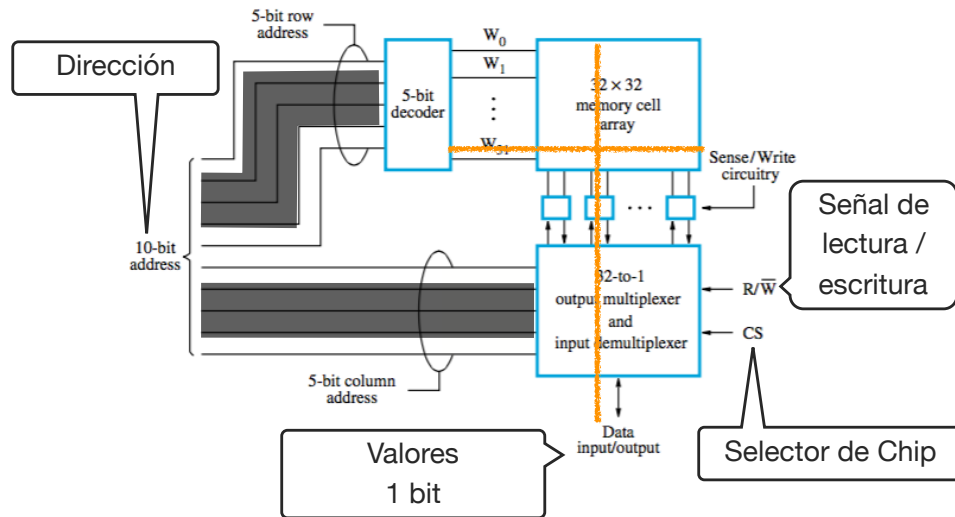 5-bit row
address
Dirección
5-bit
decoder
W0
W1
W31
32 × 32
memory cell
array
Sense/Write
circuitry
Señal de
lectura /
escritura
10-bit
address
32-to-1
output multiplexer
and
input demultiplexer
R/W̅
CS
5-bit column
address
Data
input/output
Valores
1 bit
Selector de Chip